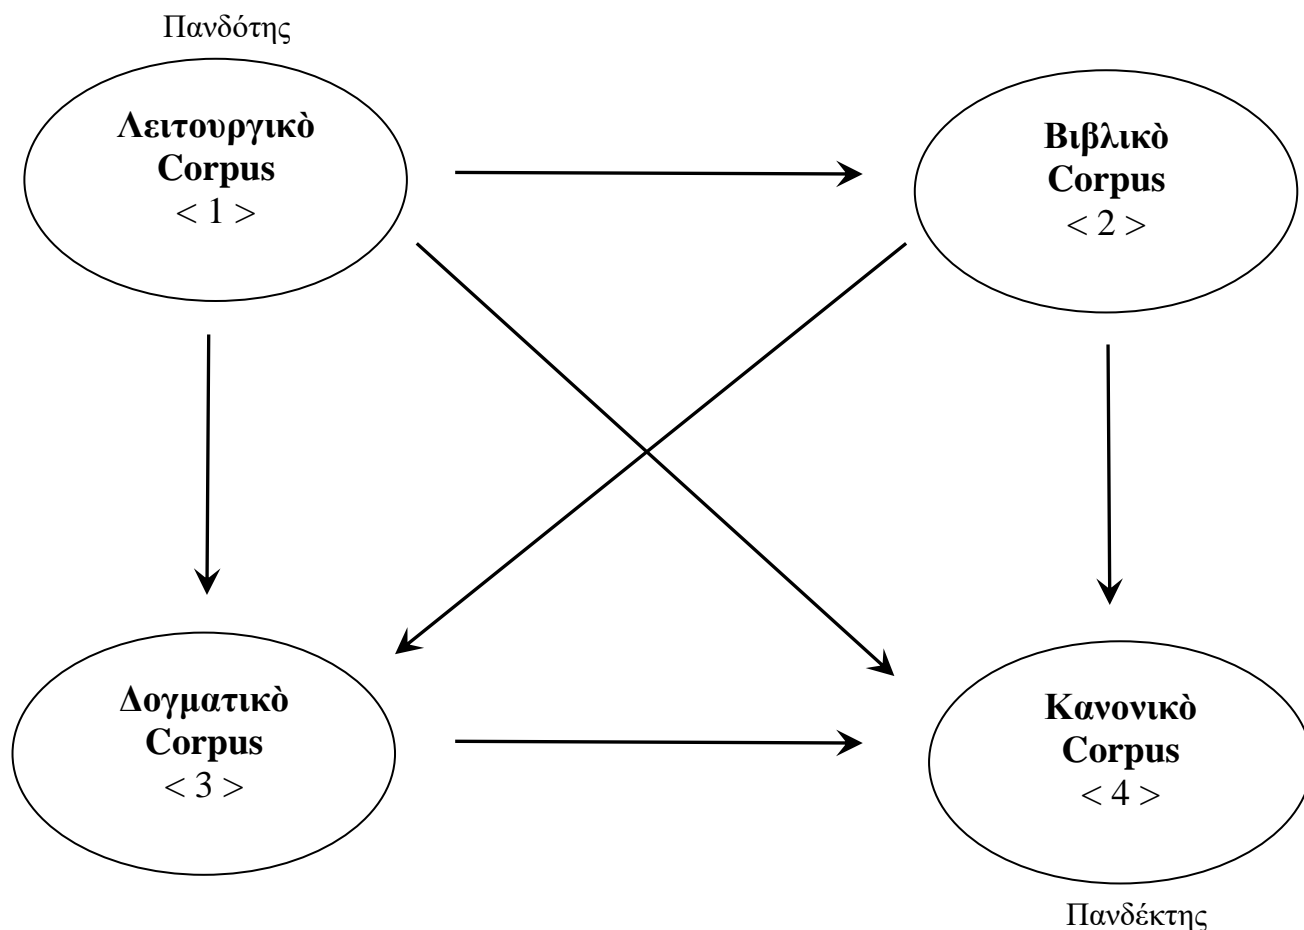 Πανδότης
Λειτουργικὸ
Corpus
< 1 >
Βιβλικὸ
Corpus
< 2 >
Δογματικὸ
Corpus
< 3 >
Κανονικὸ
Corpus
< 4 >
Πανδέκτης